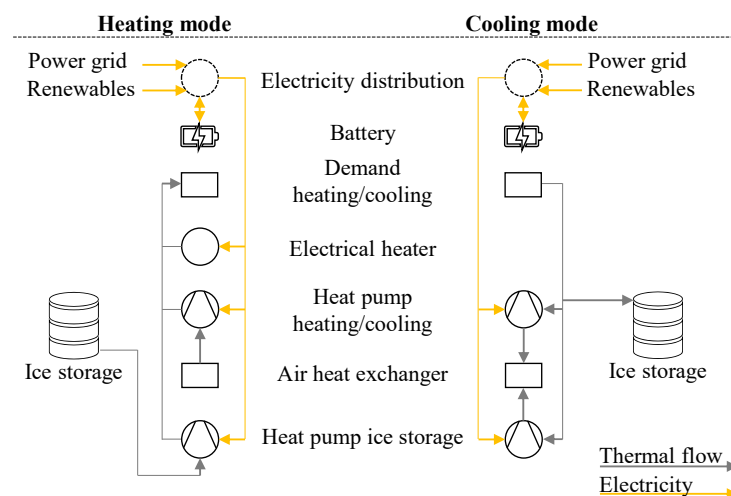 Heating mode
Cooling mode
Power grid
Renewables
Electricity distribution
Power grid
Renewables
Battery
Demand
heating/cooling
Electrical heater
Heat pump
heating/cooling
Ice storage
Air heat exchanger
Ice storage
Heat pump ice storage
Thermal flow
Electricity